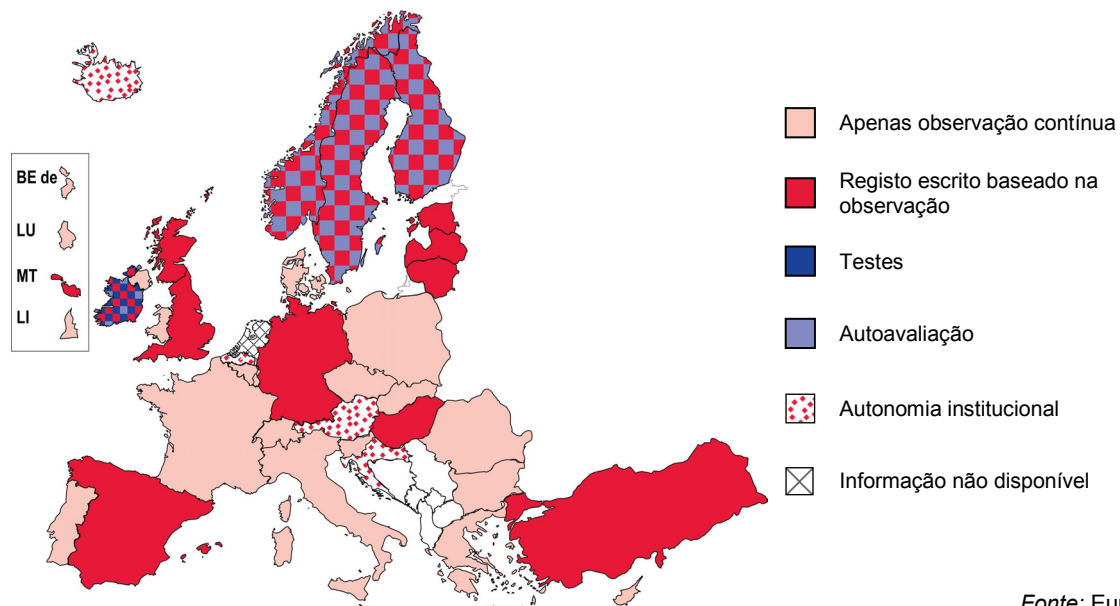 BE de
LU
MT
LI
Apenas observação contínua
Registo escrito baseado na
observação
Testes
Autoavaliação
Autonomia institucional
Informação não disponível
Fonte: Eur